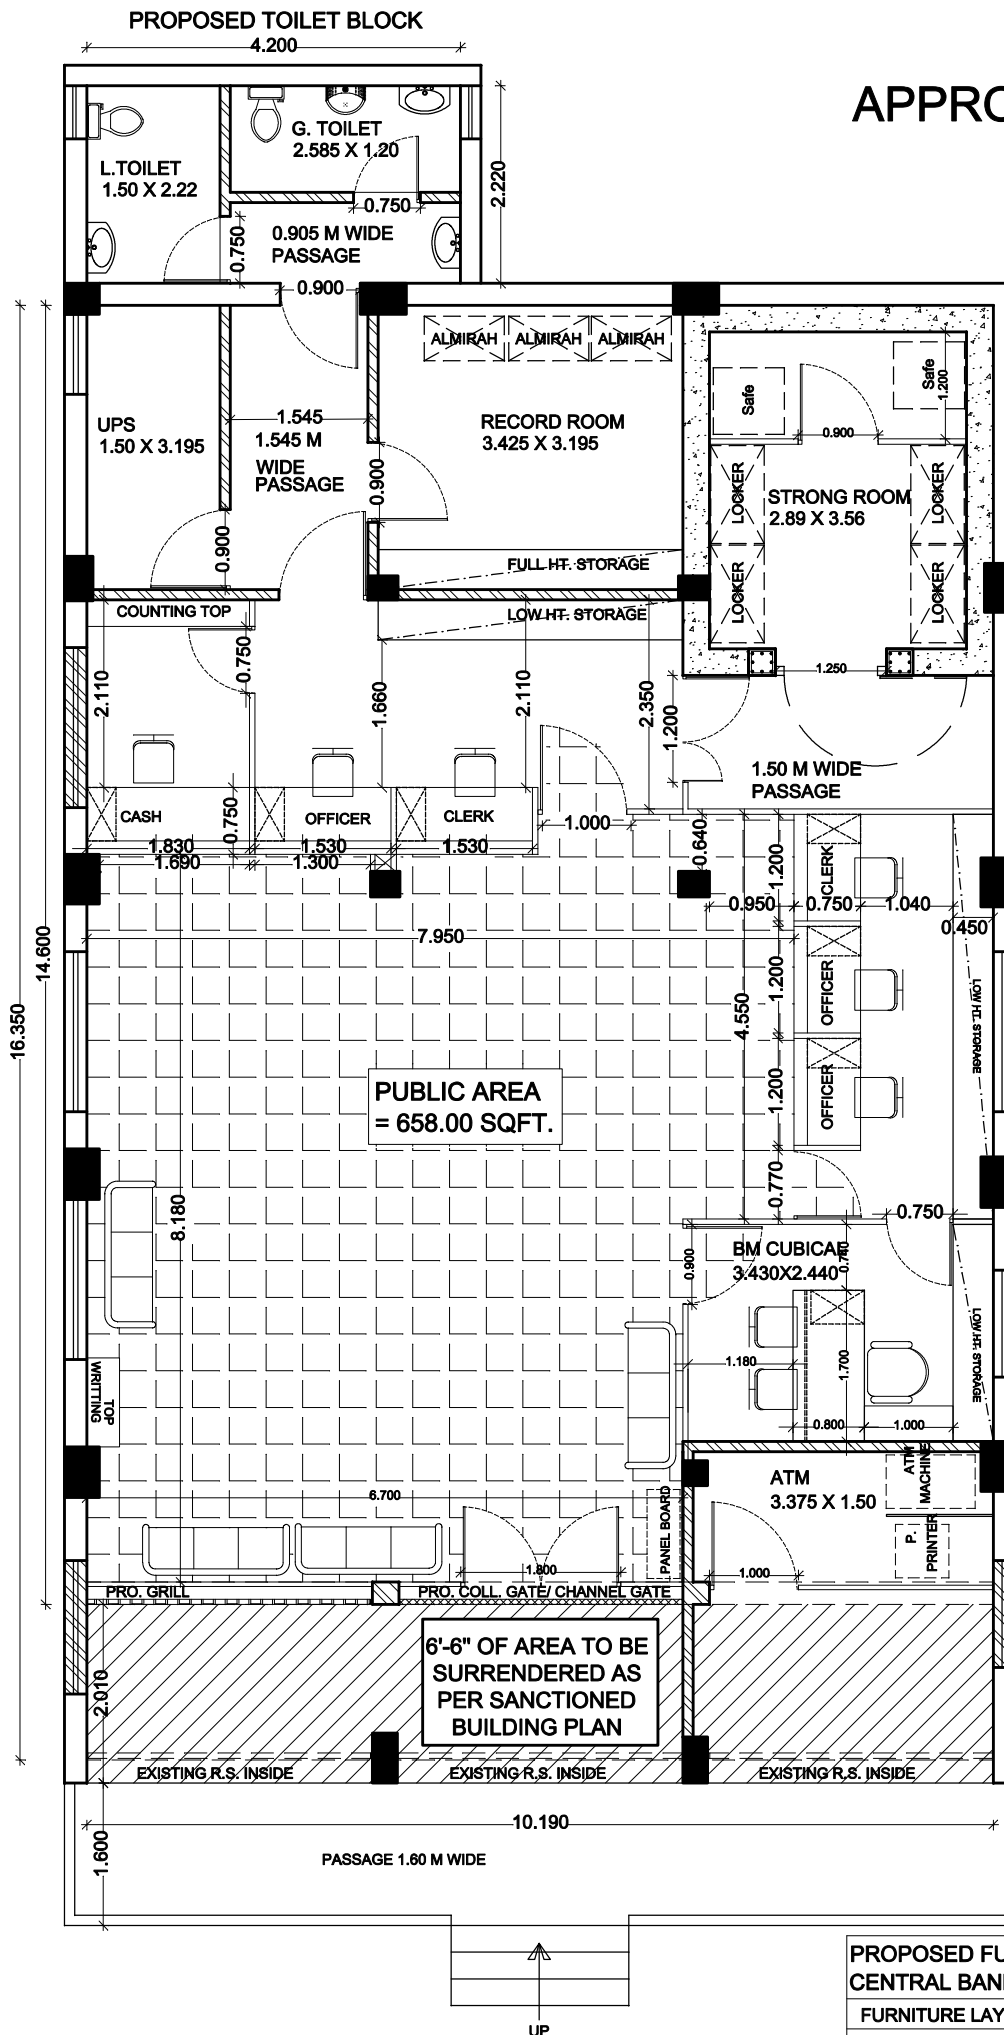 PROPOSED TOILET BLOCK
4.200
APPRO
G. TOILET
2.585 X 1.20
L.TOILET
1.50 X 2.22
2.220
0.750
0.905 M WIDE
PASSAGE
0.750
0.900
ALMIRAH
ALMIRAH
ALMIRAH
Safe
Safe
1.200
UPS
1.50 X 3.195
1.545
1.545 M
WIDE
PASSAGE
RECORD ROOM
3.425 X 3.195
0.900
0.900
0.900
LOCKER
LOCKER
STRONG ROOM
2.89 X 3.56
LOCKER
LOCKER
FULL HT. STORAGE
COUNTING TOP
LOW HT. STORAGE
0.750
2.110
1.660
2.110
2.350
1.200
1.250
1.50 M WIDE
PASSAGE
CASH
0.750
OFFICER
CLERK
1.000
0.640
1.830
1.530
1.530
1.690
1.300
1.200
CLERK
0.950
0.750
1.040
0.450
7.950
14.600
16.350
4.550
1.200
OFFICER
LOW HT. STORAGE
1.200
OFFICER
PUBLIC AREA
= 658.00 SQFT.
0.770
8.180
0.750
BM CUBICAL
3.430X2.440
0.900
0.740
LOW HT. STORAGE
1.180
1.700
0.800
1.000
WRITTING
TOP
ATM
3.375 X 1.50
ATM
MACHINE
6.700
PANEL BOARD
P.
PRINTER
1.800
1.000
PRO. GRILL
PRO. COLL. GATE/ CHANNEL GATE
6'-6" OF AREA TO BE
SURRENDERED AS
PER SANCTIONED
BUILDING PLAN
2.010
EXISTING R.S. INSIDE
EXISTING R.S. INSIDE
EXISTING R.S. INSIDE
10.190
1.600
PASSAGE 1.60 M WIDE
UP
PROPOSED FU
CENTRAL BAN
FURNITURE LAY